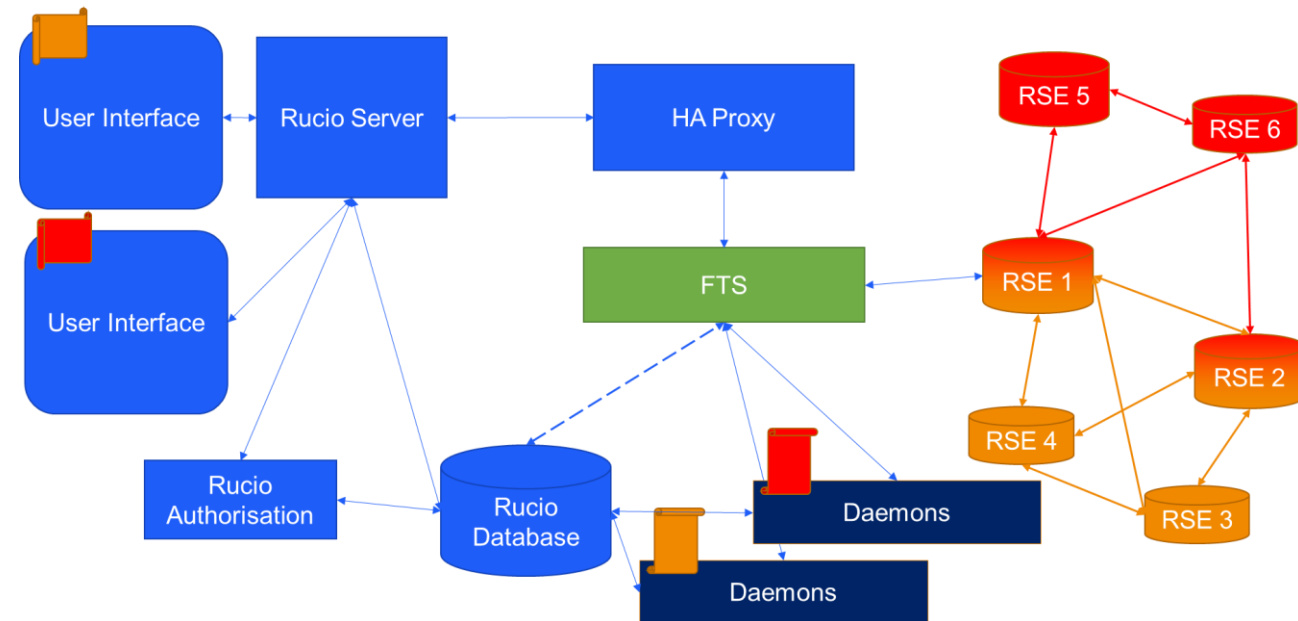 User Interface
Rucio Server
HA Proxy
RSE 5
RSE 6
User Interface
FTS
RSE 1
RSE 2
RSE 4
Rucio
Authorisation
Rucio
Database
Daemons
RSE 3
Daemons